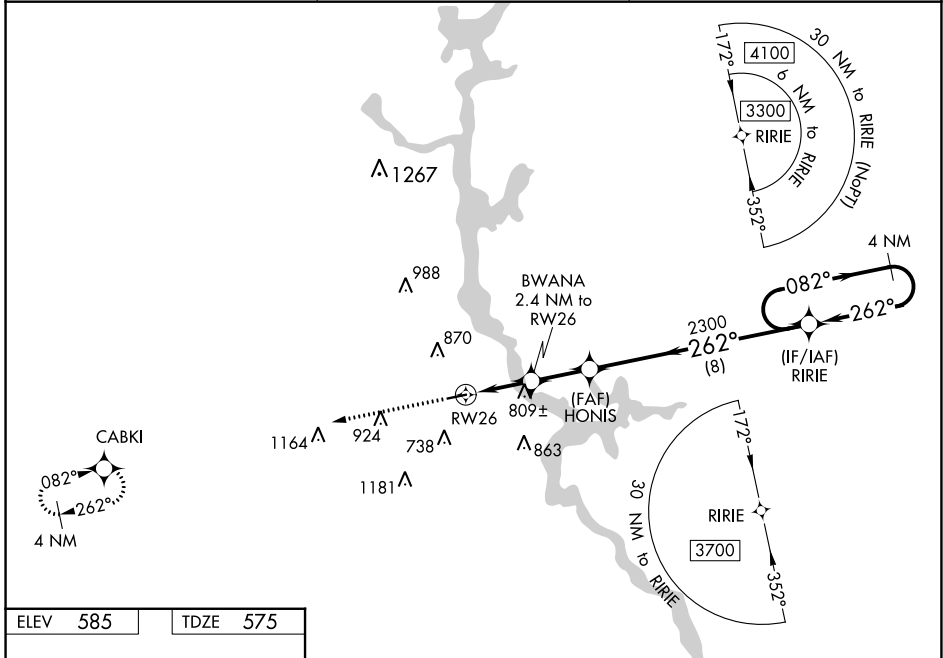 172°
4100
30 NM to RIRIE (NoPT)
6 NM to RIRIE
3300
RIRIE
352°
1267
988
870
BWANA
2.4 NM to
RW26
4 NM
082°
262°
2300
262°
(8)
(IF/IAF)
RIRIE
(FAF)
HONIS
RW26
809±
1164
924
738
863
1181
CABKI
082°
262°
4 NM
172°
RIRIE
3700
30 NM to RIRIE
352°
ELEV 585
TDZE 575